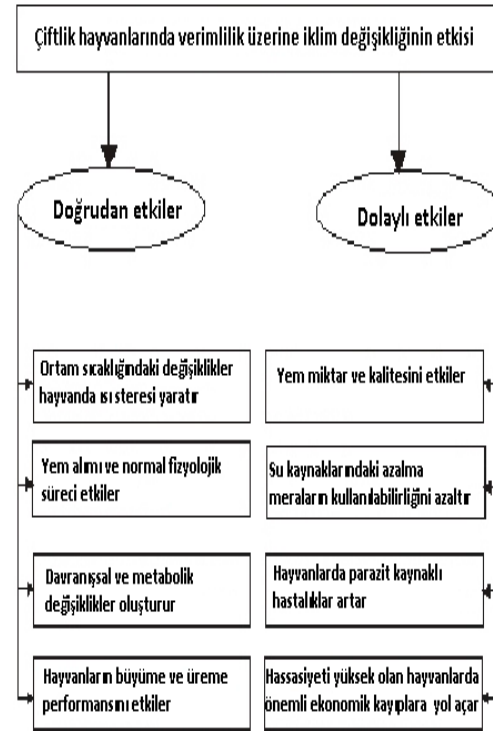 Çiftlik hayvanlarında verimlilik üzerine iklim değişikliğinin etkisi
Doğrudan etkiler
Dolaylı etkiler
Ortam sıcaklığındaki değişiklikler
hayvanda ısı steresi yaratır
Yem miktar ve kalitesini etkiler
Yem alımı ve normal fizyolojik
süreci etkiler
Su kaynaklarındaki azalma
meraların kullanılabilirliğini azaltır
Davranışsal ve metabolik
değişiklikler oluşturur
Hayvanlarda parazit kaynaklı
hastalıklar artar
Hayvanların büyüme ve üreme
performansını etkiler
Hassasiyeti yüksek olan hayvanlarda
önemli ekonomik kayıplara yol açar